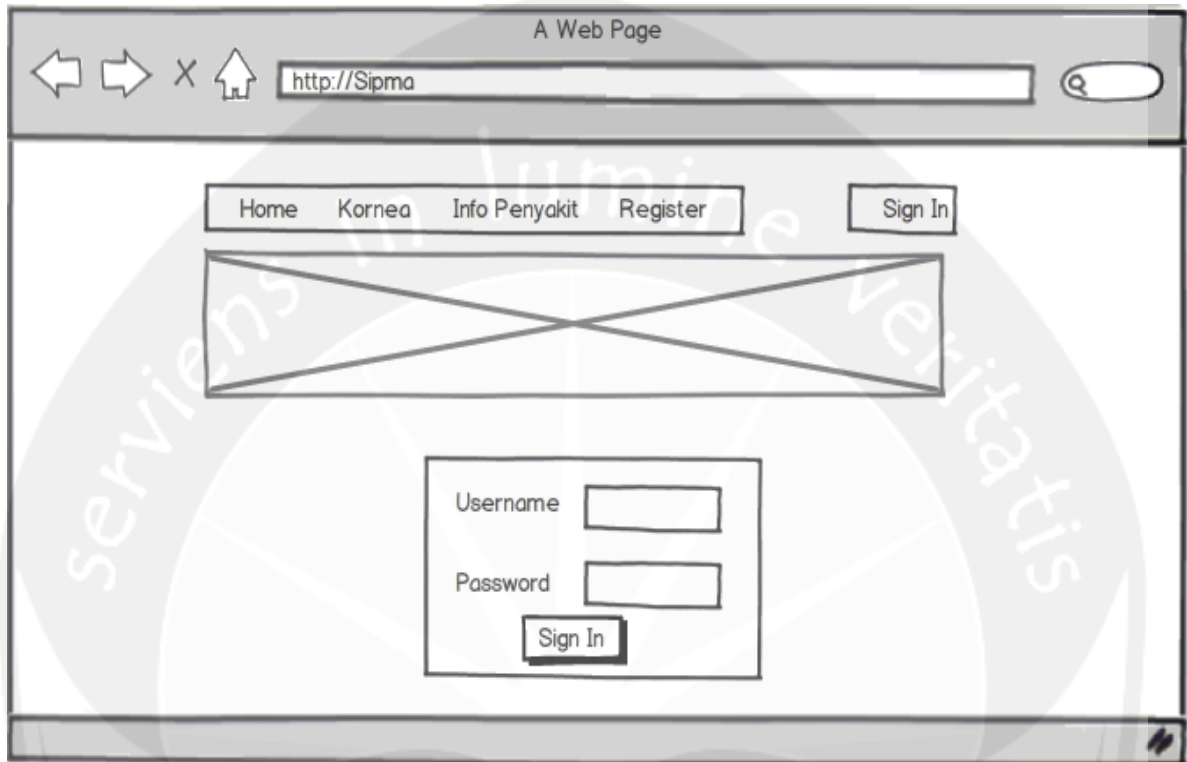 A Web Page
http://Sipma
Home Kornea Info Penyakit Register Sign In
serviens in lumine veritatis
Username
Password
Sign In